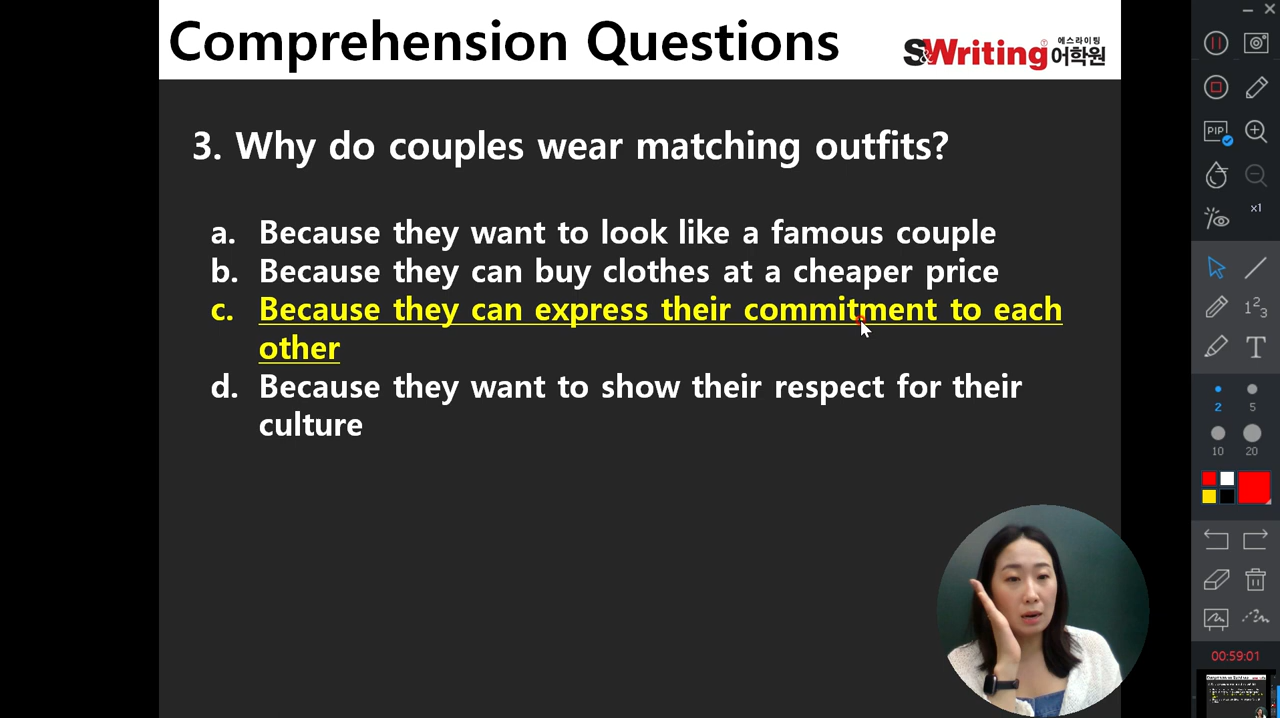 Comprehension Questions
S&Writing 에스라이팅 어학원
3. Why do couples wear matching outfits?
a. Because they want to look like a famous couple
b. Because they can buy clothes at a cheaper price
c. Because they can express their commitment to each
other
d. Because they want to show their respect for their
culture
PIP
x1
1 2 3
T
2 5
10 20
00:59:01